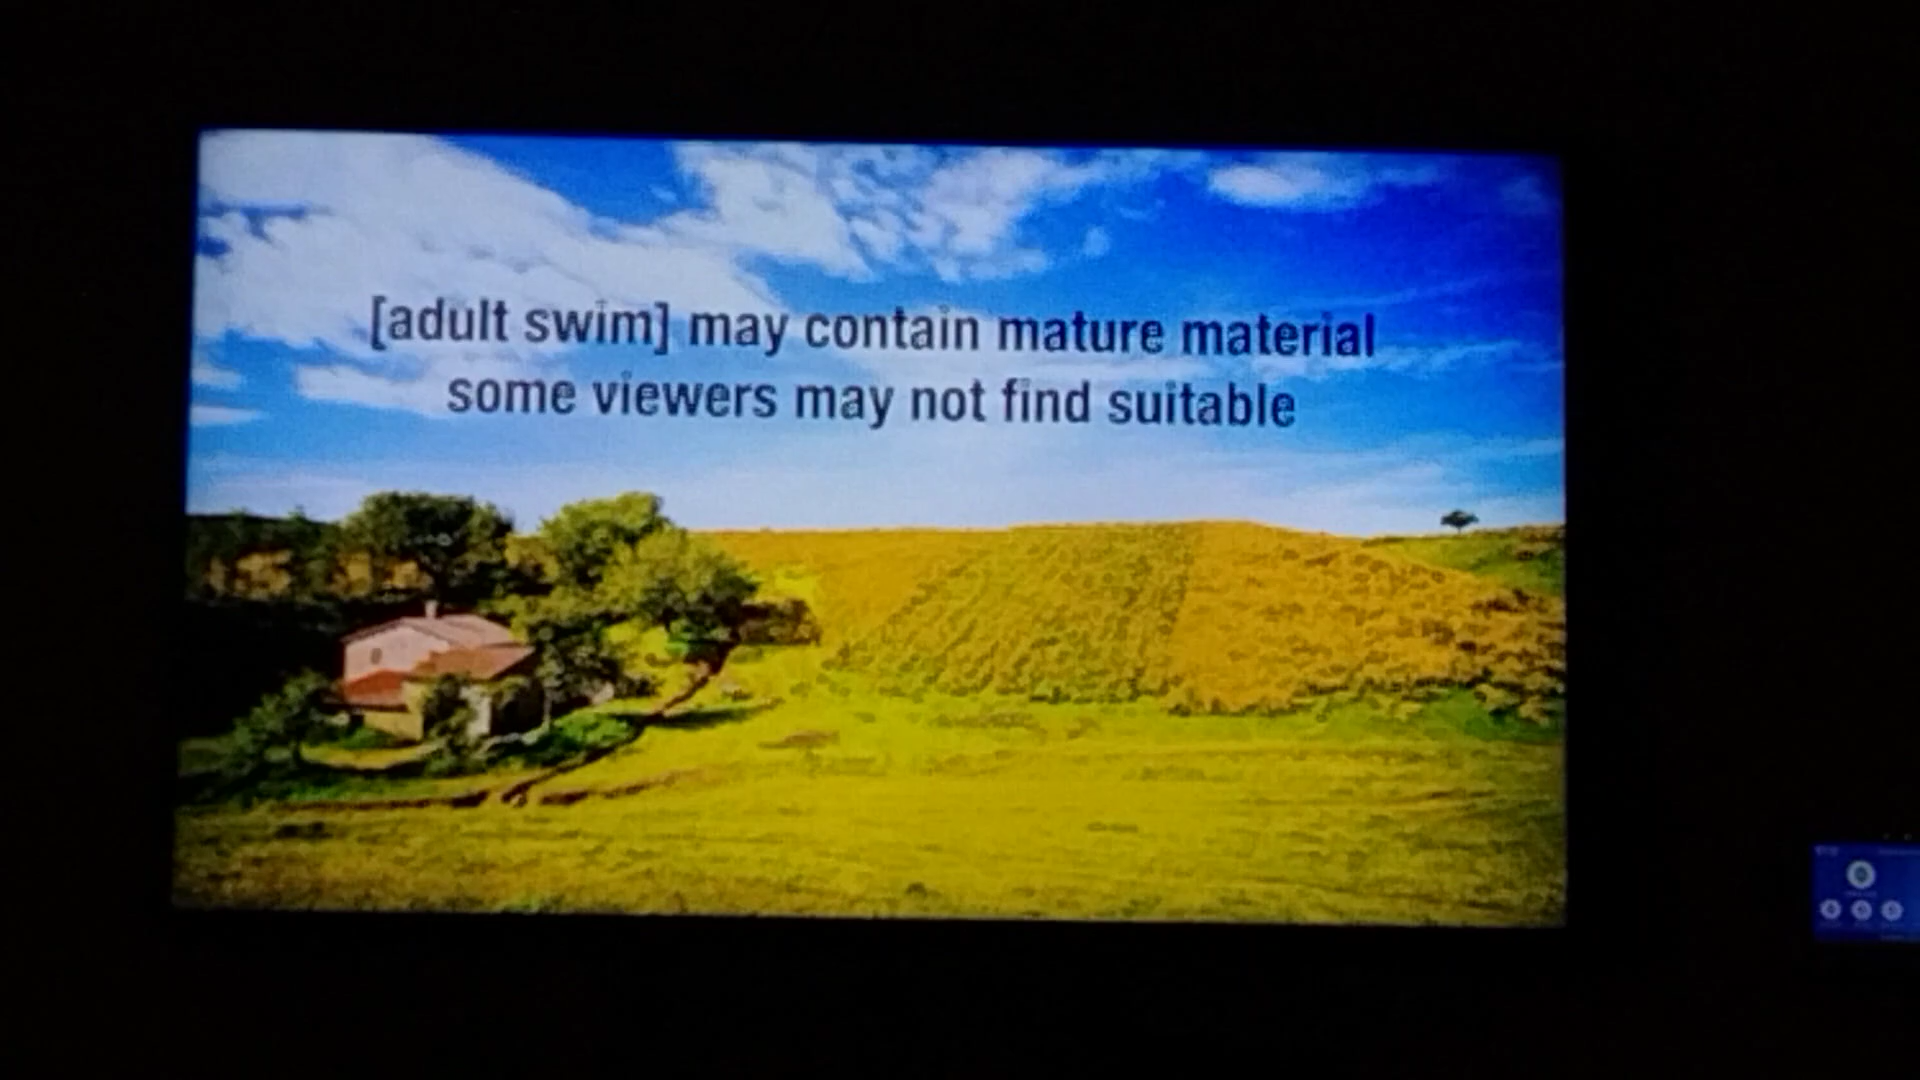 [adult swim] may contain mature material
some viewers may not find suitable